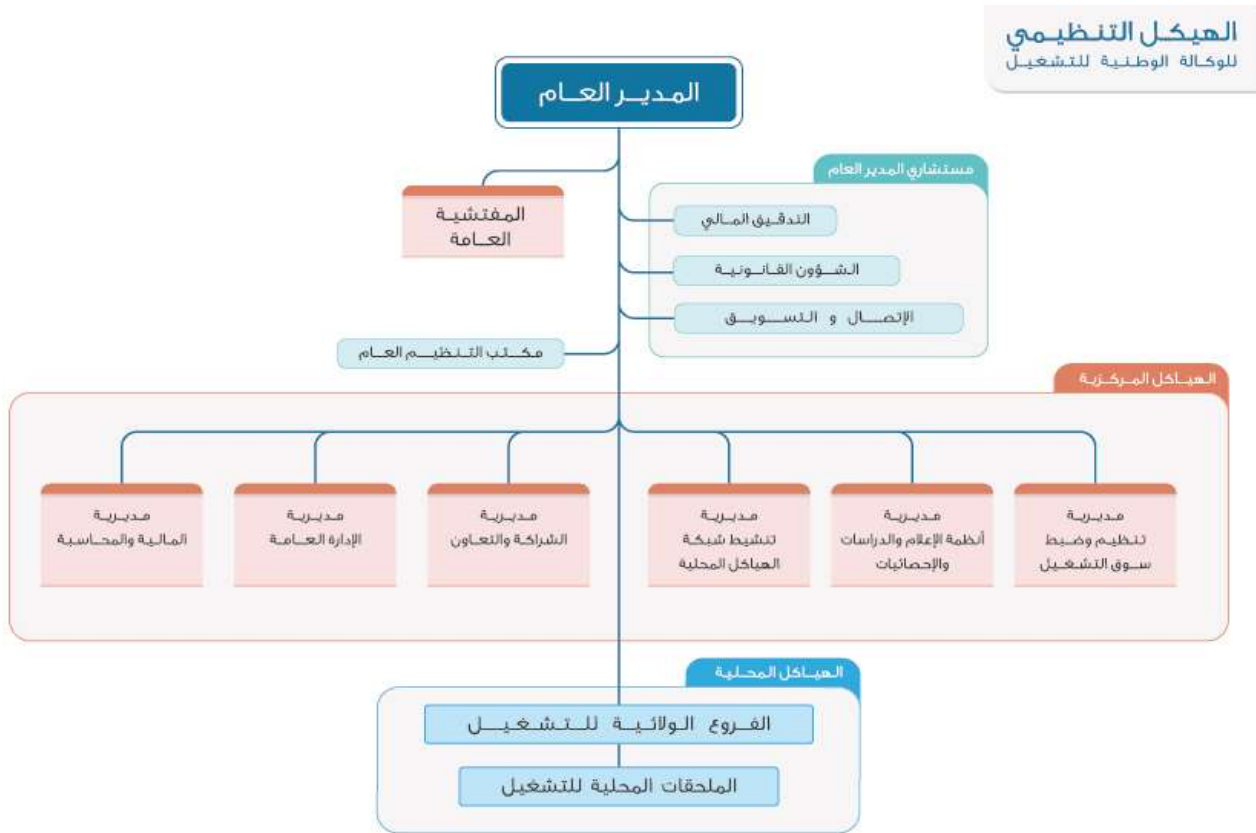 الهيكل التنظيمي
للوكالة الوطنية للتشغيل
المدير العام
مستشاري المدير العام
المفتشية
العامة
التدقيق المالي
الشؤون القانونية
الإتصال و التسويق
مكتب التنظيم العام
الهياكل المركزية
مديرية
تنظيم وضبط
سوق التشغيل
مديرية
أنظمة الإعلام والدراسات
والإحصائيات
مديرية
تنشيط شبكة
الهياكل المحلية
مديرية
الشراكة والتعاون
مديرية
الإدارة العامة
مديرية
المالية والمحاسبة
الهياكل المحلية
الفروع الولائية للتشغيل
الملحقات المحلية للتشغيل